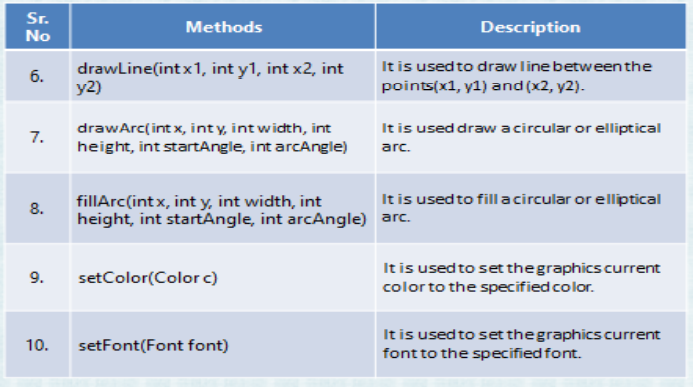 Sr. No
Methods
Description
6.
drawLine(int x1, int y1, int x2, int
y2)
It is used to draw line between the
points(x1, y1) and (x2, y2).
7.
drawArc(int x, int y, int width, int
height, int startAngle, int arcAngle)
It is used draw a circular or elliptical
arc.
8.
fillArc(int x, int y, int width, int
height, int startAngle, int arcAngle)
It is used to fill a circular or elliptical
arc.
9.
setColor(Color c)
It is used to set the graphics current
color to the specified color.
10.
setFont(Font font)
It is used to set the graphics current
font to the specified font.